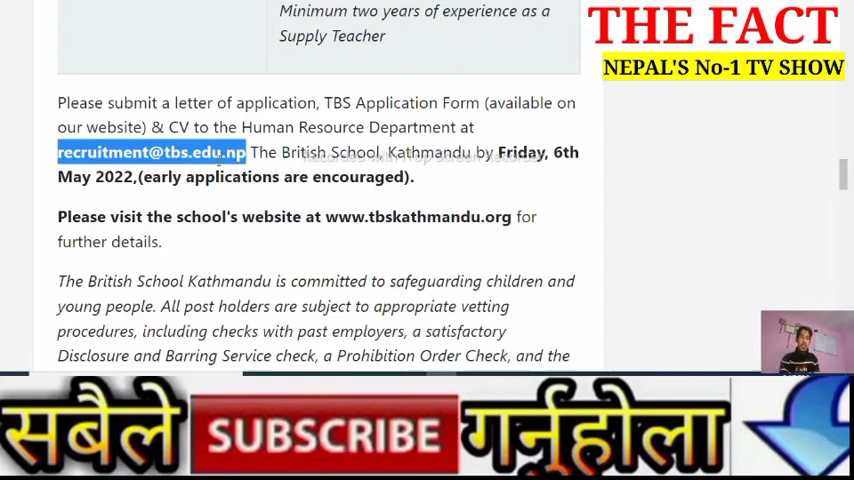 Minimum two years of experience as a
Supply Teacher
THE FACT
NEPAL'S No-1 TV SHOW
Please submit a letter of application, TBS Application Form (available on
our website) & CV to the Human Resource Department at
recruitment@tbs.edu.np The British School, Kathmandu by Friday, 6th
May 2022,(early applications are encouraged).
Please visit the school's website at www.tbskathmandu.org for
further details.
The British School Kathmandu is committed to safeguarding children and
young people. All post holders are subject to appropriate vetting
procedures, including checks with past employers, a satisfactory
Disclosure and Barring Service check, a Prohibition Order Check, and the
सबैले SUBSCRIBE गर्नुहोला